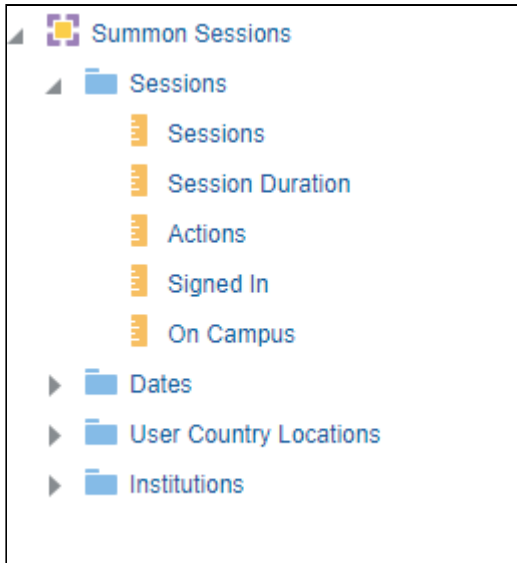 Summon Sessions
Sessions
Sessions
Session Duration
Actions
Signed In
On Campus
Dates
User Country Locations
Institutions